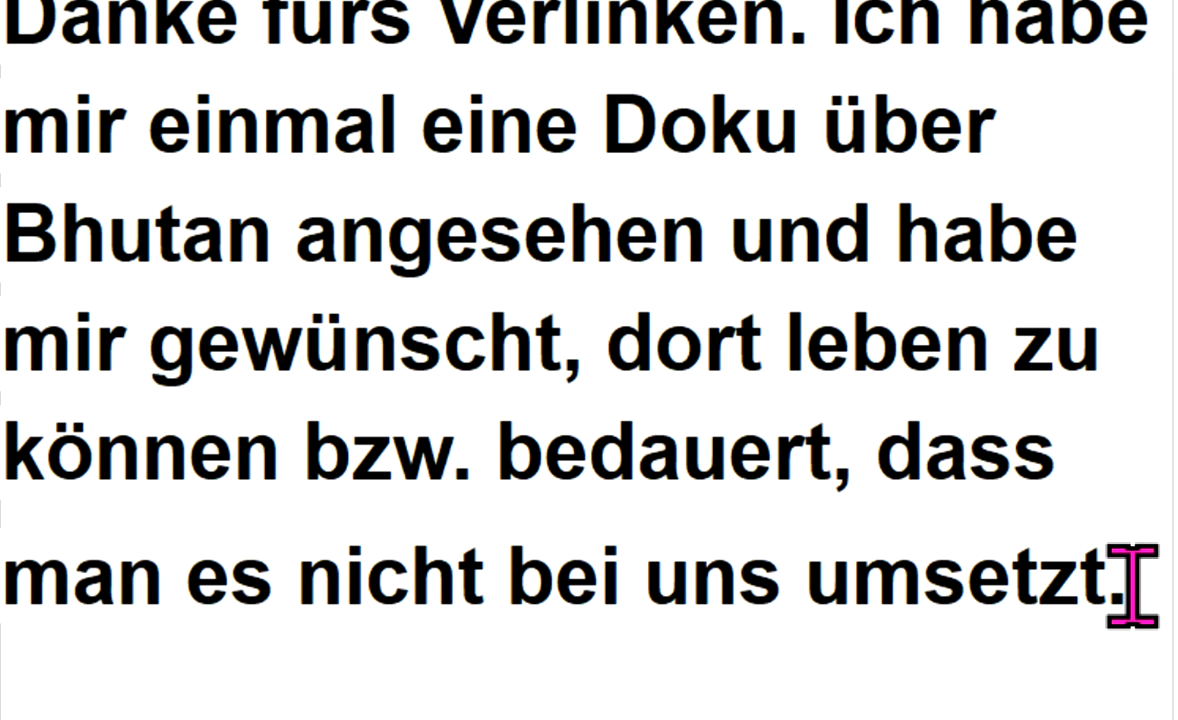 Danke fürs Verlinken. Ich habe
mir einmal eine Doku über
Bhutan angesehen und habe
mir gewünscht, dort leben zu
können bzw. bedauert, dass
man es nicht bei uns umsetzt.